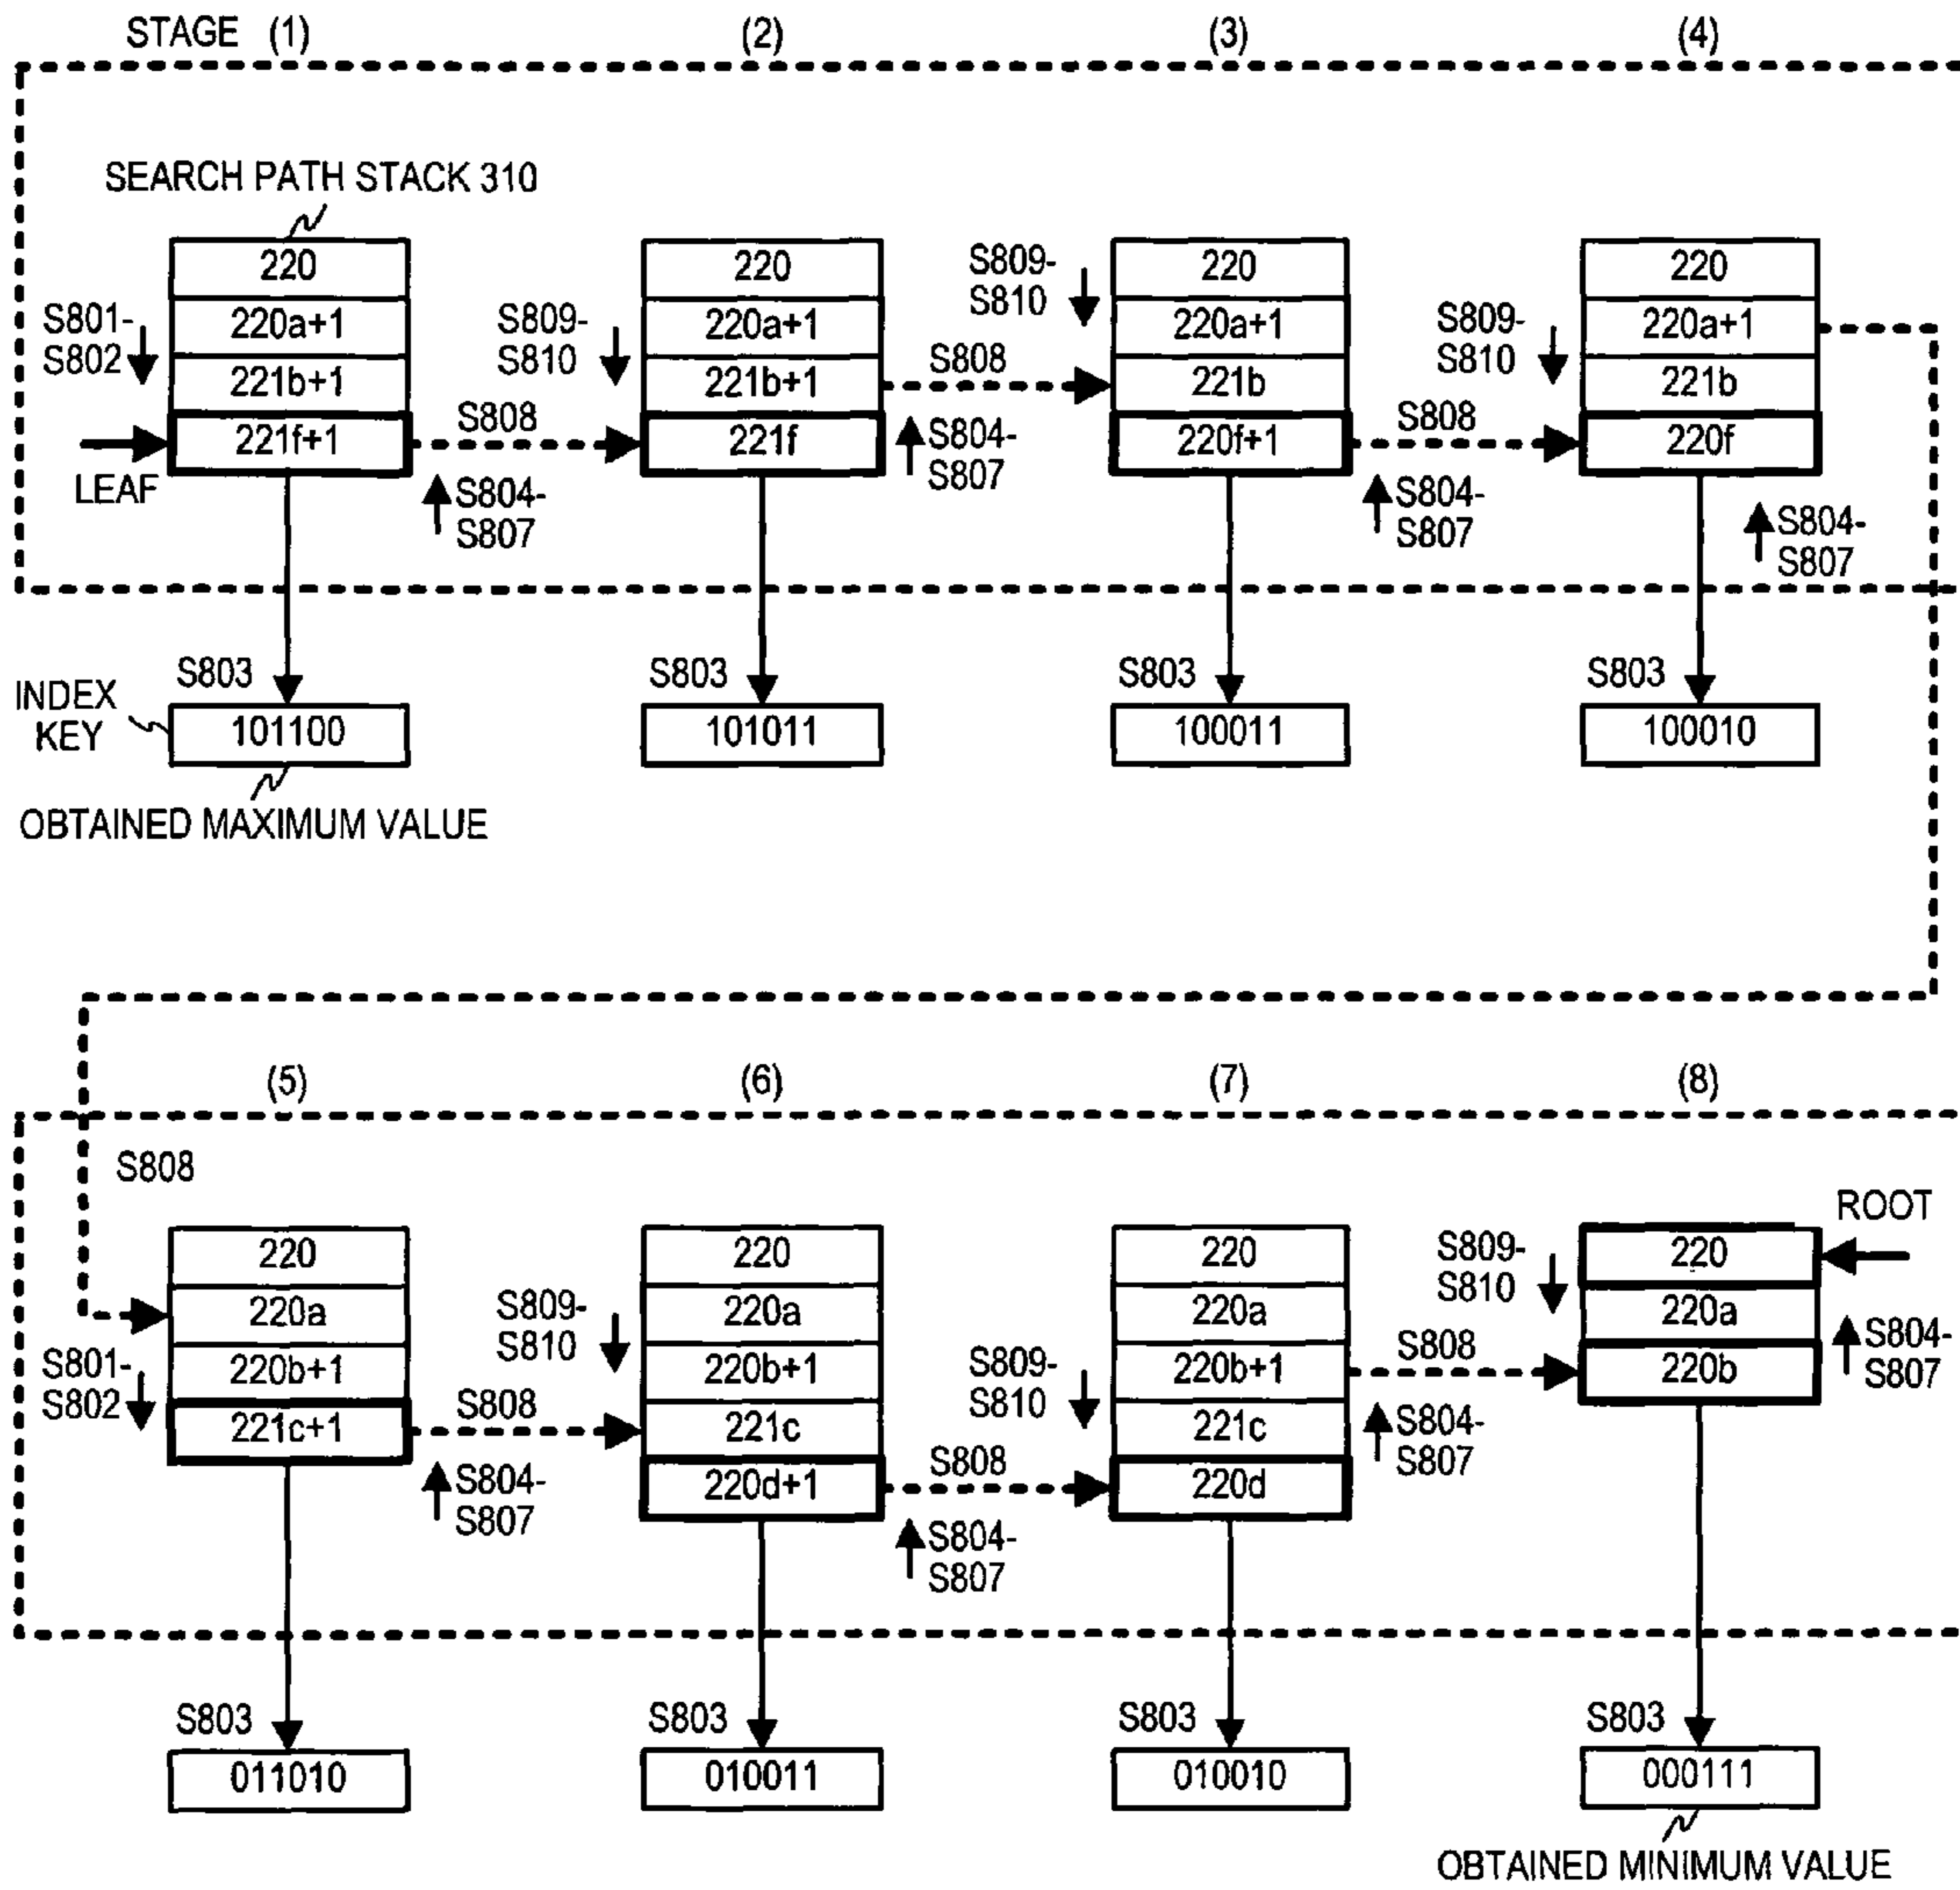 STAGE (1) (2) (3) (4)
SEARCH PATH STACK 310
220
220a+1
221b+1
221f+1
S801-
S802
LEAF
S808
S804-
S807
220
220a+1
221b+1
221f
S809-
S810
S808
S804-
S807
220
220a+1
221b
220f+1
S809-
S810
S808
S804-
S807
220
220a+1
221b
220f
S809-
S810
S804-
S807
S803
S803
S803
S803
INDEX
KEY
101100
101011
100011
100010
OBTAINED MAXIMUM VALUE
(5) (6) (7) (8)
S808
220
220a
220b+1
221c+1
S801-
S802
S808
S804-
S807
220
220a
220b+1
221c
220d+1
S809-
S810
S808
S804-
S807
220
220a
220b+1
221c
220d
S809-
S810
S808
S804-
S807
ROOT
220
220a
220b
S809-
S810
S804-
S807
S803
S803
S803
S803
011010
010011
010010
000111
OBTAINED MINIMUM VALUE